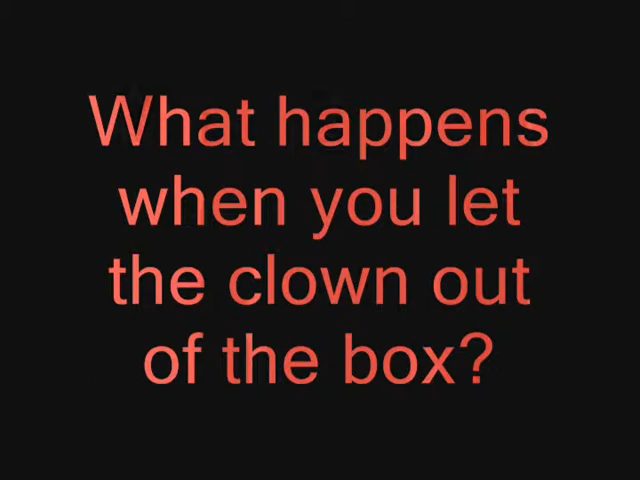 What happens
when you let
the clown out
of the box?